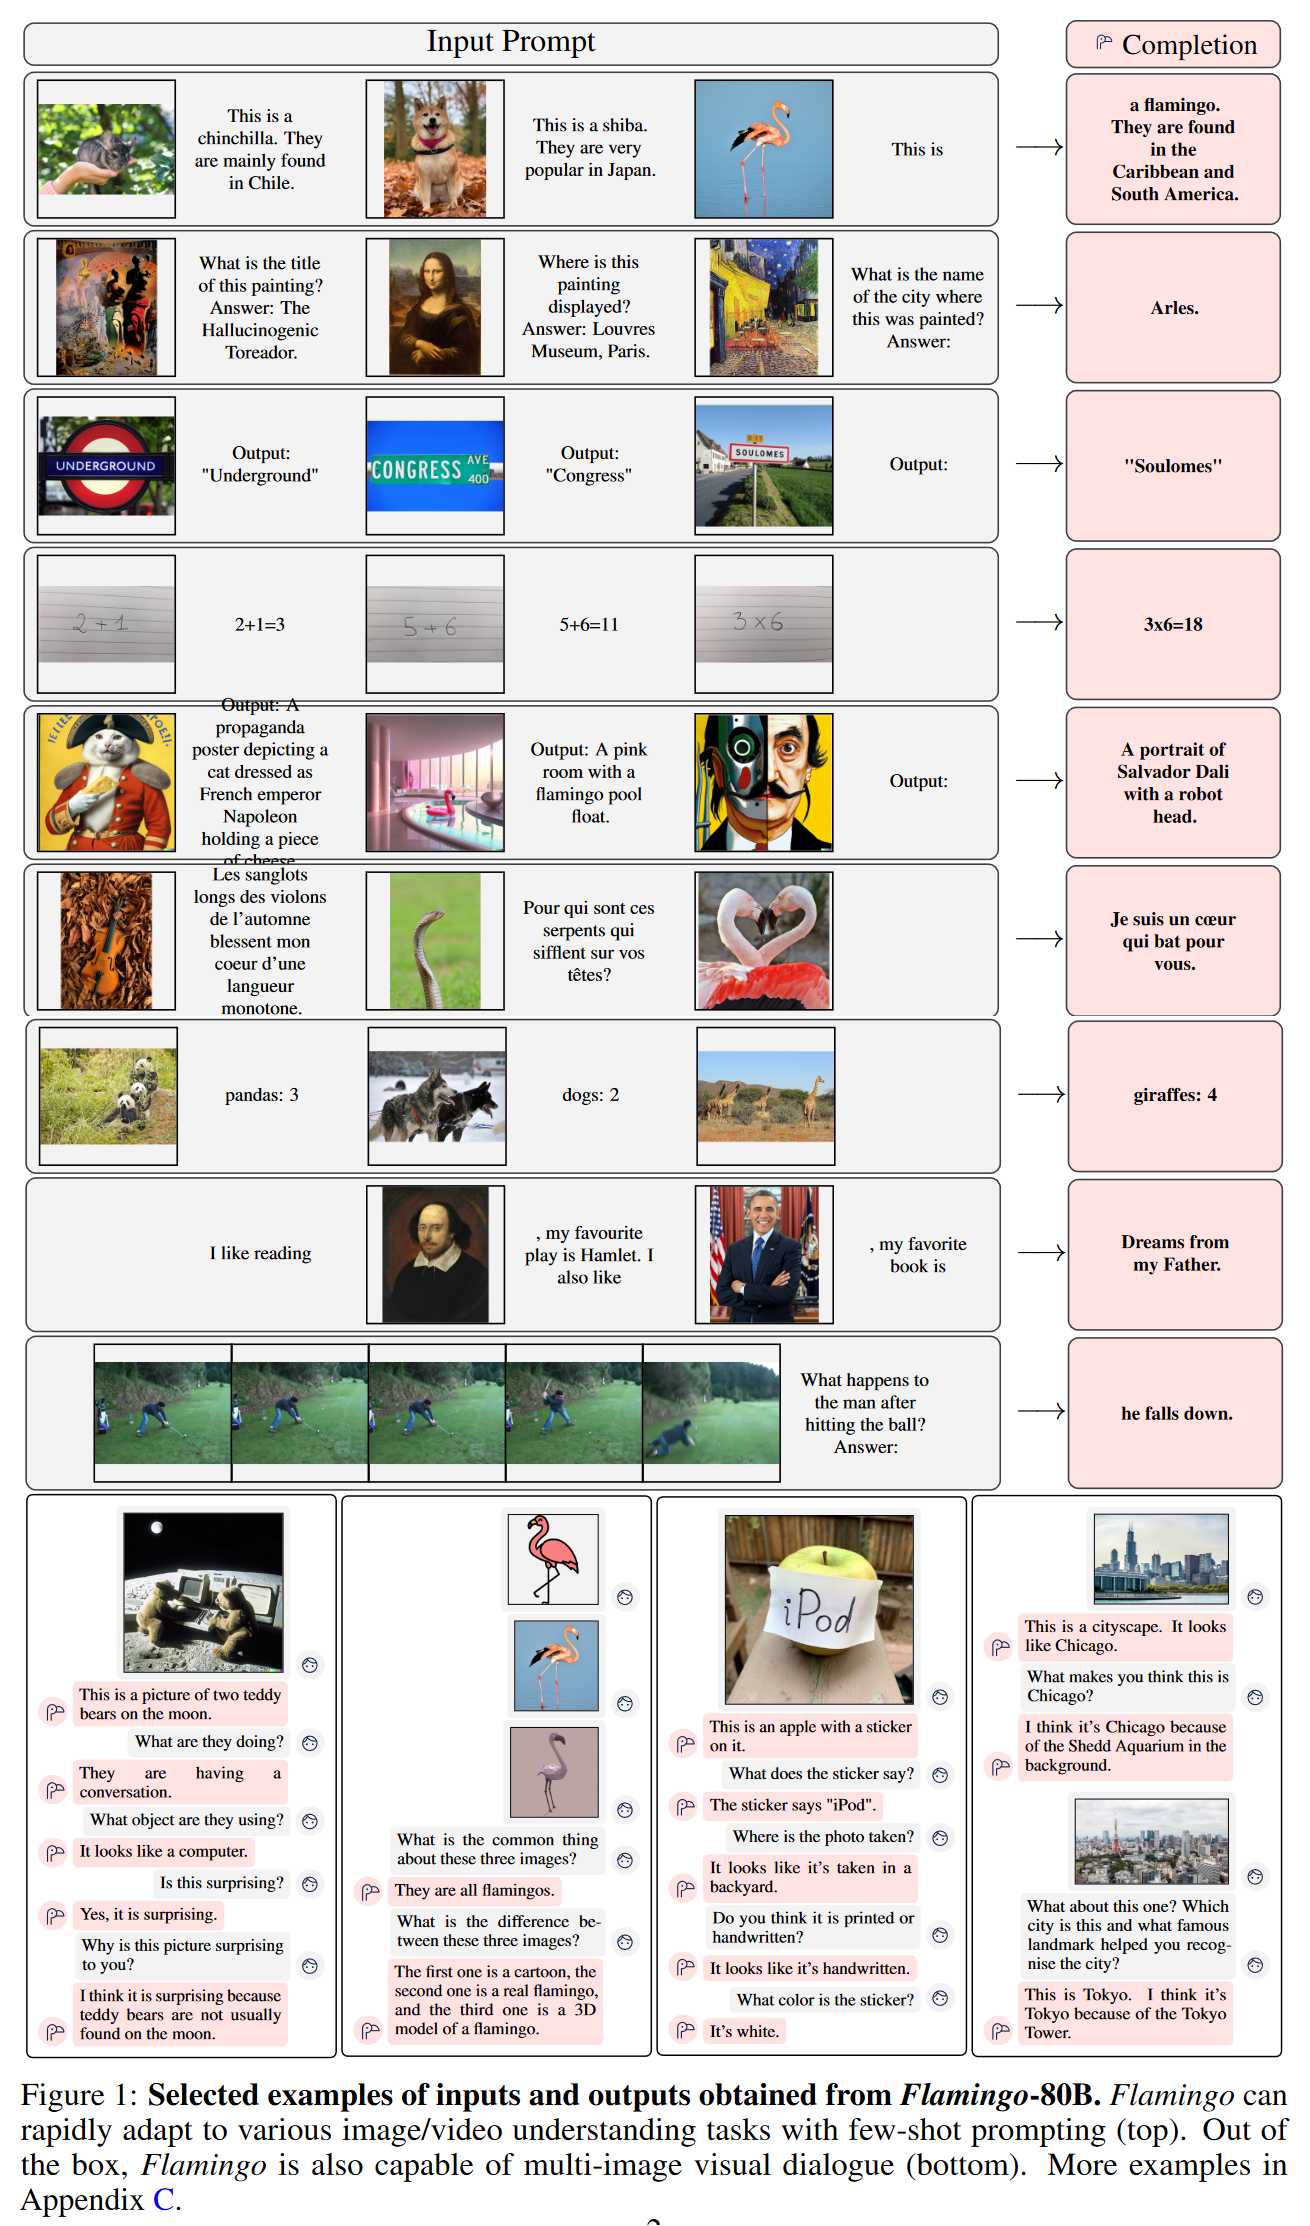 Input Prompt
Completion
This is a
chinchilla. They
are mainly found
in Chile.
This is a shiba.
They are very
popular in Japan.
This is
a flamingo.
They are found
in the
Caribbean and
South America.
What is the title
of this painting?
Answer: The
Hallucinogenic
Toreador.
Where is this
painting
displayed?
Answer: Louvres
Museum, Paris.
What is the name
of the city where
this was painted?
Answer:
Arles.
UNDERGROUND
Output:
"Underground"
CONGRESS AVE
400
Output:
"Congress"
SOULOMES
Output:
"Soulomes"
2+1
2+1=3
5+6
5+6=11
3×6
3x6=18
Output: A
propaganda
poster depicting a
cat dressed as
French emperor
Napoleon
holding a piece
of cheese.
Output: A pink
room with a
flamingo pool
float.
Output:
A portrait of
Salvador Dali
with a robot
head.
Les sanglots
longs des violons
de l'automne
blessent mon
coeur d'une
langueur
monotone.
Pour qui sont ces
serpents qui
sifflent sur vos
têtes?
Je suis un cœur
qui bat pour
vous.
pandas: 3
dogs: 2
giraffes: 4
I like reading
, my favourite
play is Hamlet. I
also like
, my favorite
book is
Dreams from
my Father.
What happens to
the man after
hitting the ball?
Answer:
he falls down.
This is a picture of two teddy
bears on the moon.
What are they doing?
They are having a
conversation.
What object are they using?
It looks like a computer.
Is this surprising?
Yes, it is surprising.
Why is this picture surprising
to you?
I think it is surprising because
teddy bears are not usually
found on the moon.
What is the common thing
about these three images?
They are all flamingos.
What is the difference be-
tween these three images?
The first one is a cartoon, the
second one is a real flamingo,
and the third one is a 3D
model of a flamingo.
iPod
This is an apple with a sticker
on it.
What does the sticker say?
The sticker says "iPod".
Where is the photo taken?
It looks like it's taken in a
backyard.
Do you think it is printed or
handwritten?
It looks like it's handwritten.
What color is the sticker?
It's white.
This is a cityscape. It looks
like Chicago.
What makes you think this is
Chicago?
I think it's Chicago because
of the Shedd Aquarium in the
background.
What about this one? Which
city is this and what famous
landmark helped you recog-
nise the city?
This is Tokyo. I think it's
Tokyo because of the Tokyo
Tower.
Figure 1: Selected examples of inputs and outputs obtained from Flamingo-80B. Flamingo can
rapidly adapt to various image/video understanding tasks with few-shot prompting (top). Out of
the box, Flamingo is also capable of multi-image visual dialogue (bottom). More examples in
Appendix C.